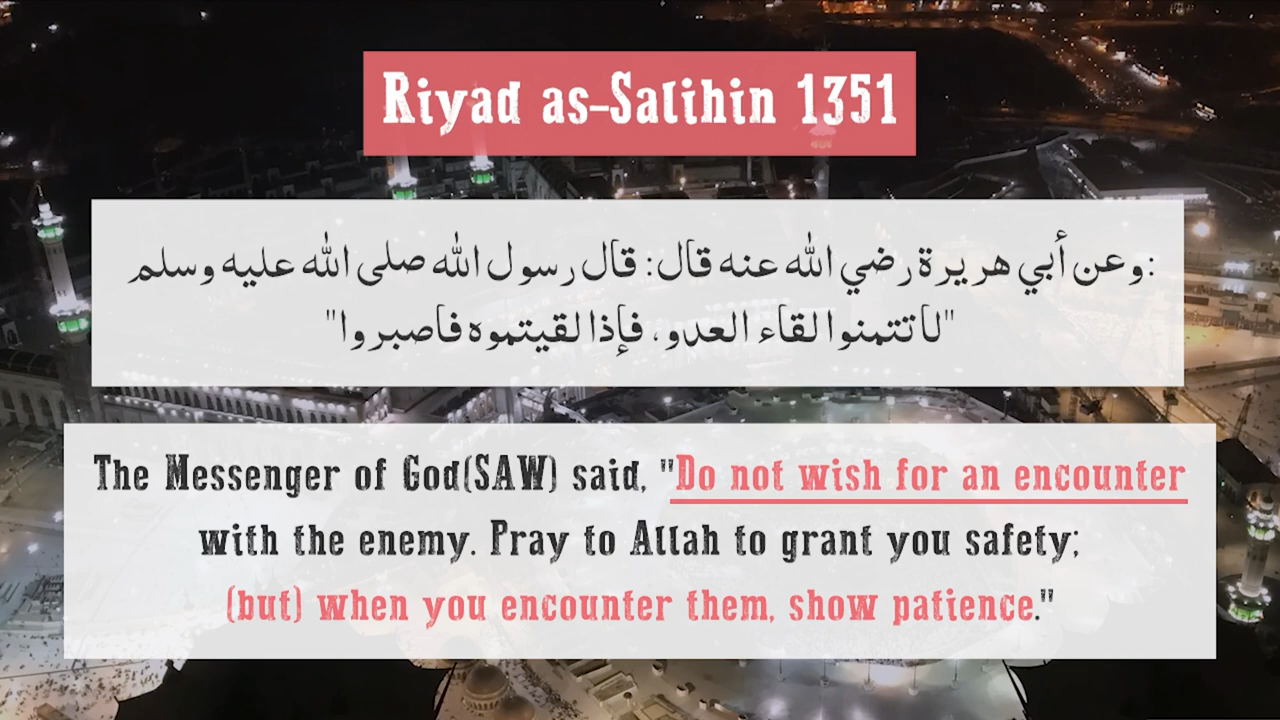 Riyad as-Salihin 1351
وعن أبي هريرة رضي الله عنه قال: قال رسول الله صلى الله عليه وسلم:
"لا تتمنوا لقاء العدو، فإذا لقيتموه فاصبروا"
The Messenger of God(SAW) said, "Do not wish for an encounter
with the enemy. Pray to Allah to grant you safety;
(but) when you encounter them, show patience."